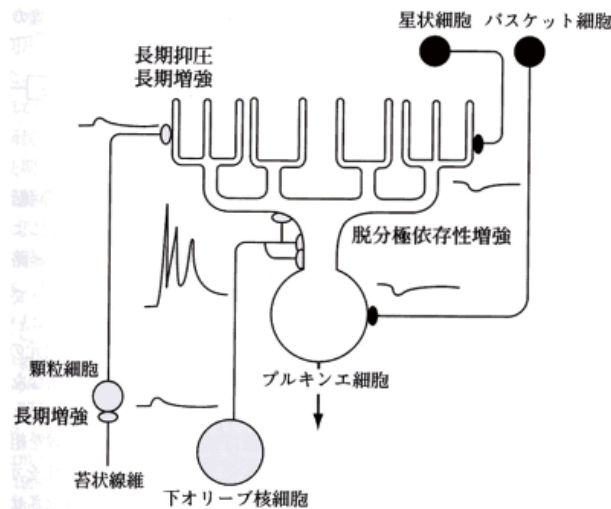 星状細胞 バスケット細胞
長期抑圧
長期増強
脱分極依存性増強
プルキンエ細胞
顆粒細胞
長期増強
苔状線維
下オリーブ核細胞